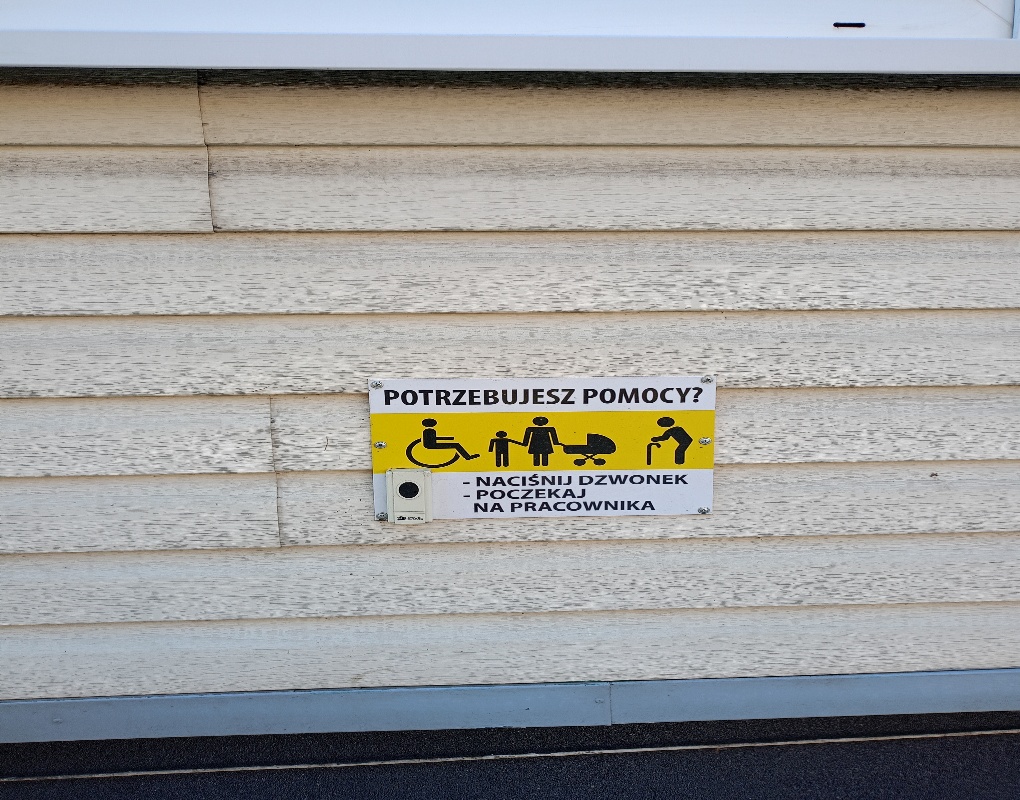 POTRZEBUJESZ POMOCY?
- NACIŚNIJ DZWONEK
- POCZEKAJ
NA PRACOWNIKA